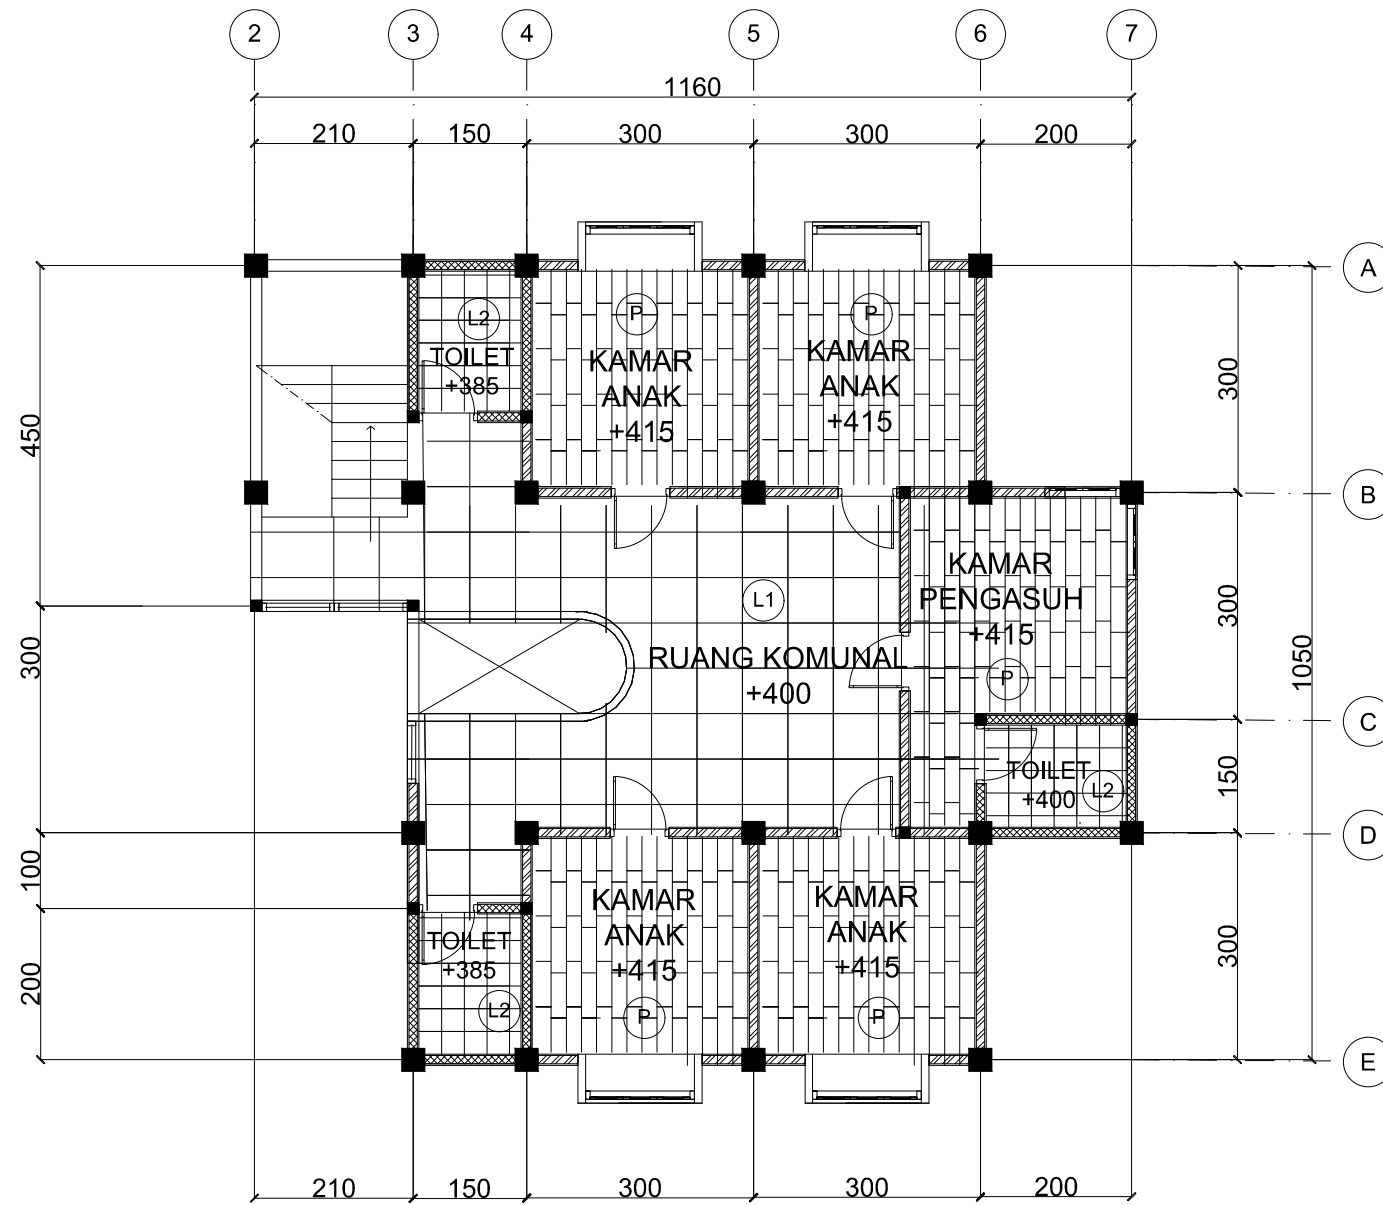 2 3 4 5 6 7
1160
210 150 300 300 200
A
L2
P
P
TOILET
+385
KAMAR
ANAK
+415
KAMAR
ANAK
+415
300
450
B
KAMAR
PENGASUH
+415
P
L1
RUANG KOMUNAL
+400
300
300
1050
C
TOILET
+400
L2
150
D
100
KAMAR
ANAK
+415
P
KAMAR
ANAK
+415
P
TOILET
+385
L2
200
300
E
210 150 300 300 200